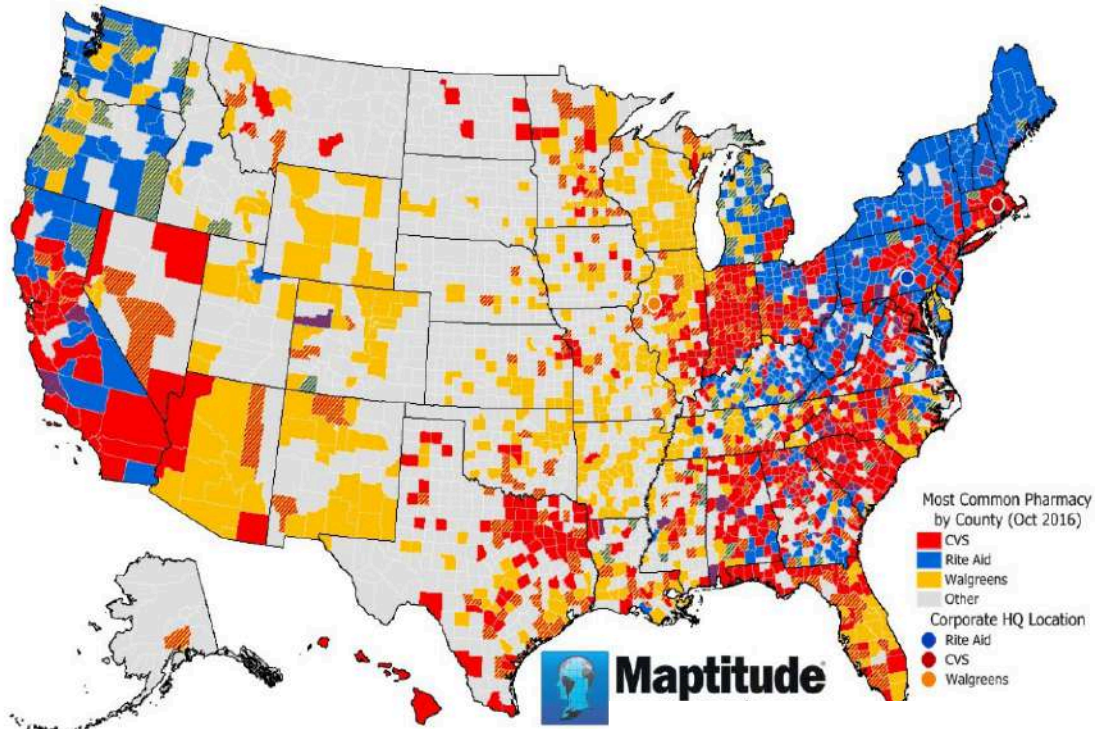 Most Common Pharmacy
by County (Oct 2016)
CVS
Rite Aid
Walgreens
Other
Corporate HQ Location
Rite Aid
CVS
Walgreens
Maptitude